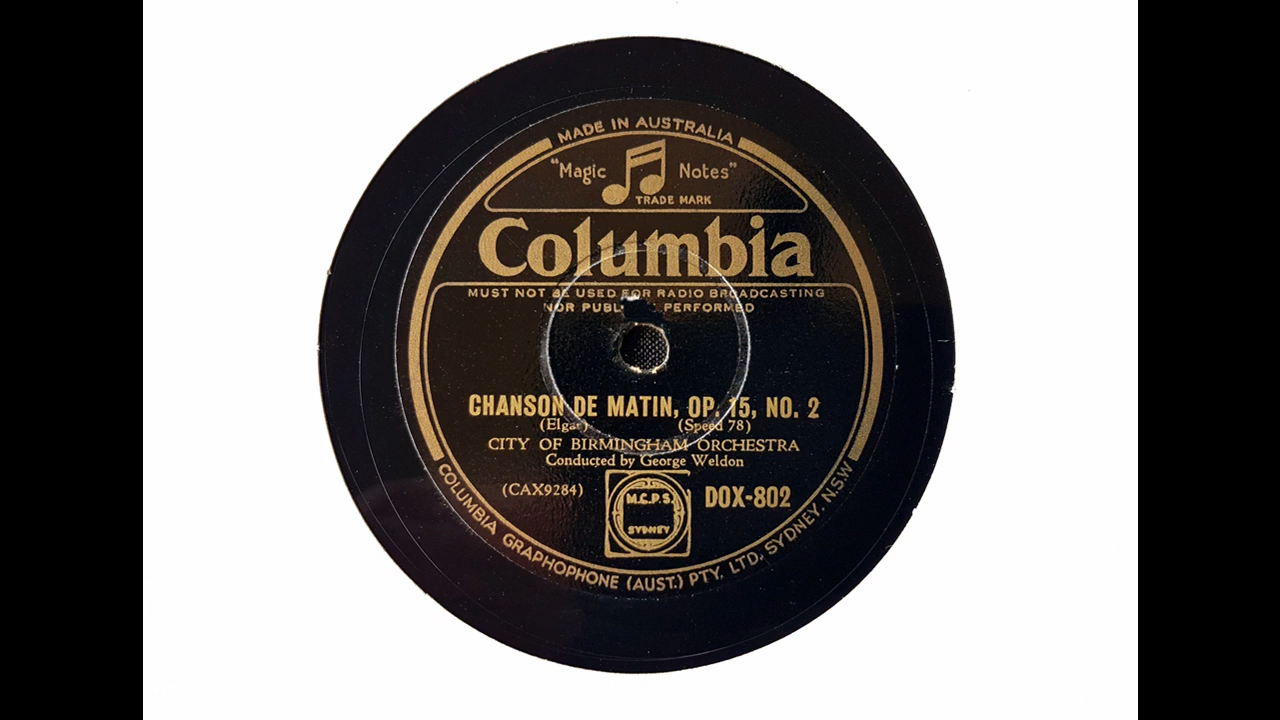 MADE IN AUSTRALIA
"Magic Notes"
TRADE MARK
Columbia
MUST NOT BE USED FOR RADIO BROADCASTING
NOR PERFORMED
CHANSON DE MATIN, OP. 15, NO. 2
(Elgar) (Speed 78)
CITY OF BIRMINGHAM ORCHESTRA
Conducted by George Weldon
(CAX9284)
M.C.P.S.
SYDNEY
DOX-802
COLUMBIA GRAPHOPHONE (AUST.) PTY. LTD. SYDNEY, N.S.W